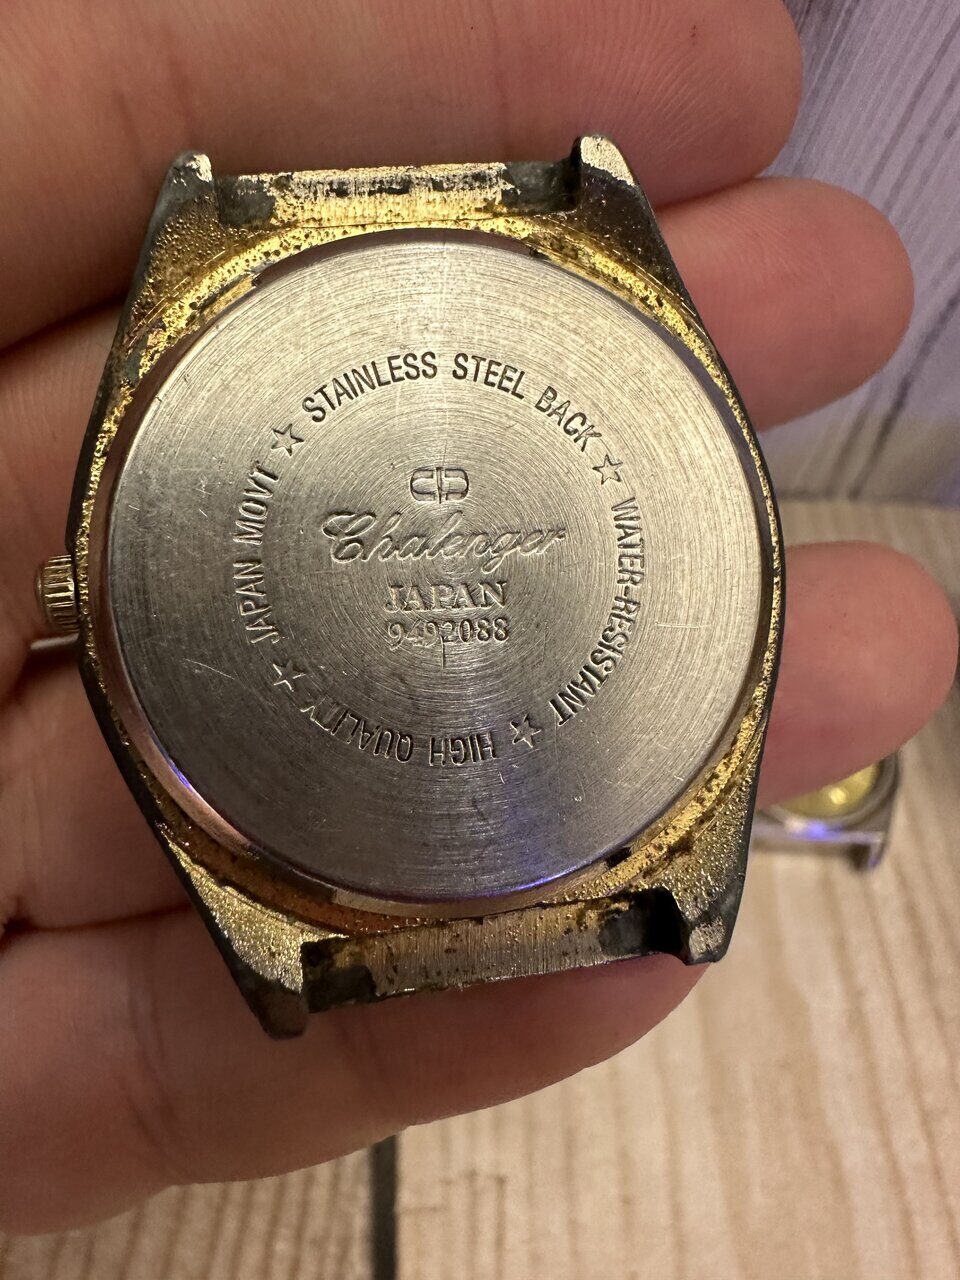 ☆ STAINLESS STEEL BACK ☆ WATER-RESISTANT ☆ HIGH QUALITY ☆ JAPAN MOVT
Chalenger
JAPAN
9492088